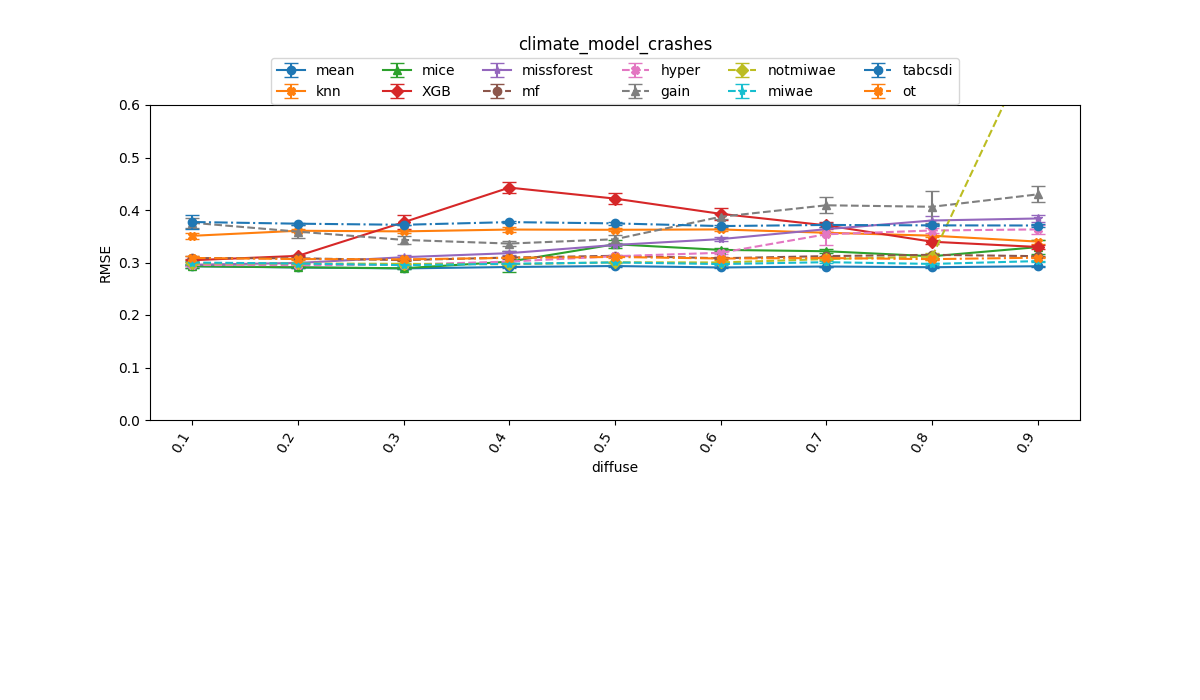 climate_model_crashes
mean mice missforest hyper notmiwae tabcsdi
knn XGB mf gain miwae ot
0.6
0.5
0.4
0.3
0.2
0.1
0.0
RMSE
0.1 0.2 0.3 0.4 0.5 0.6 0.7 0.8 0.9
diffuse